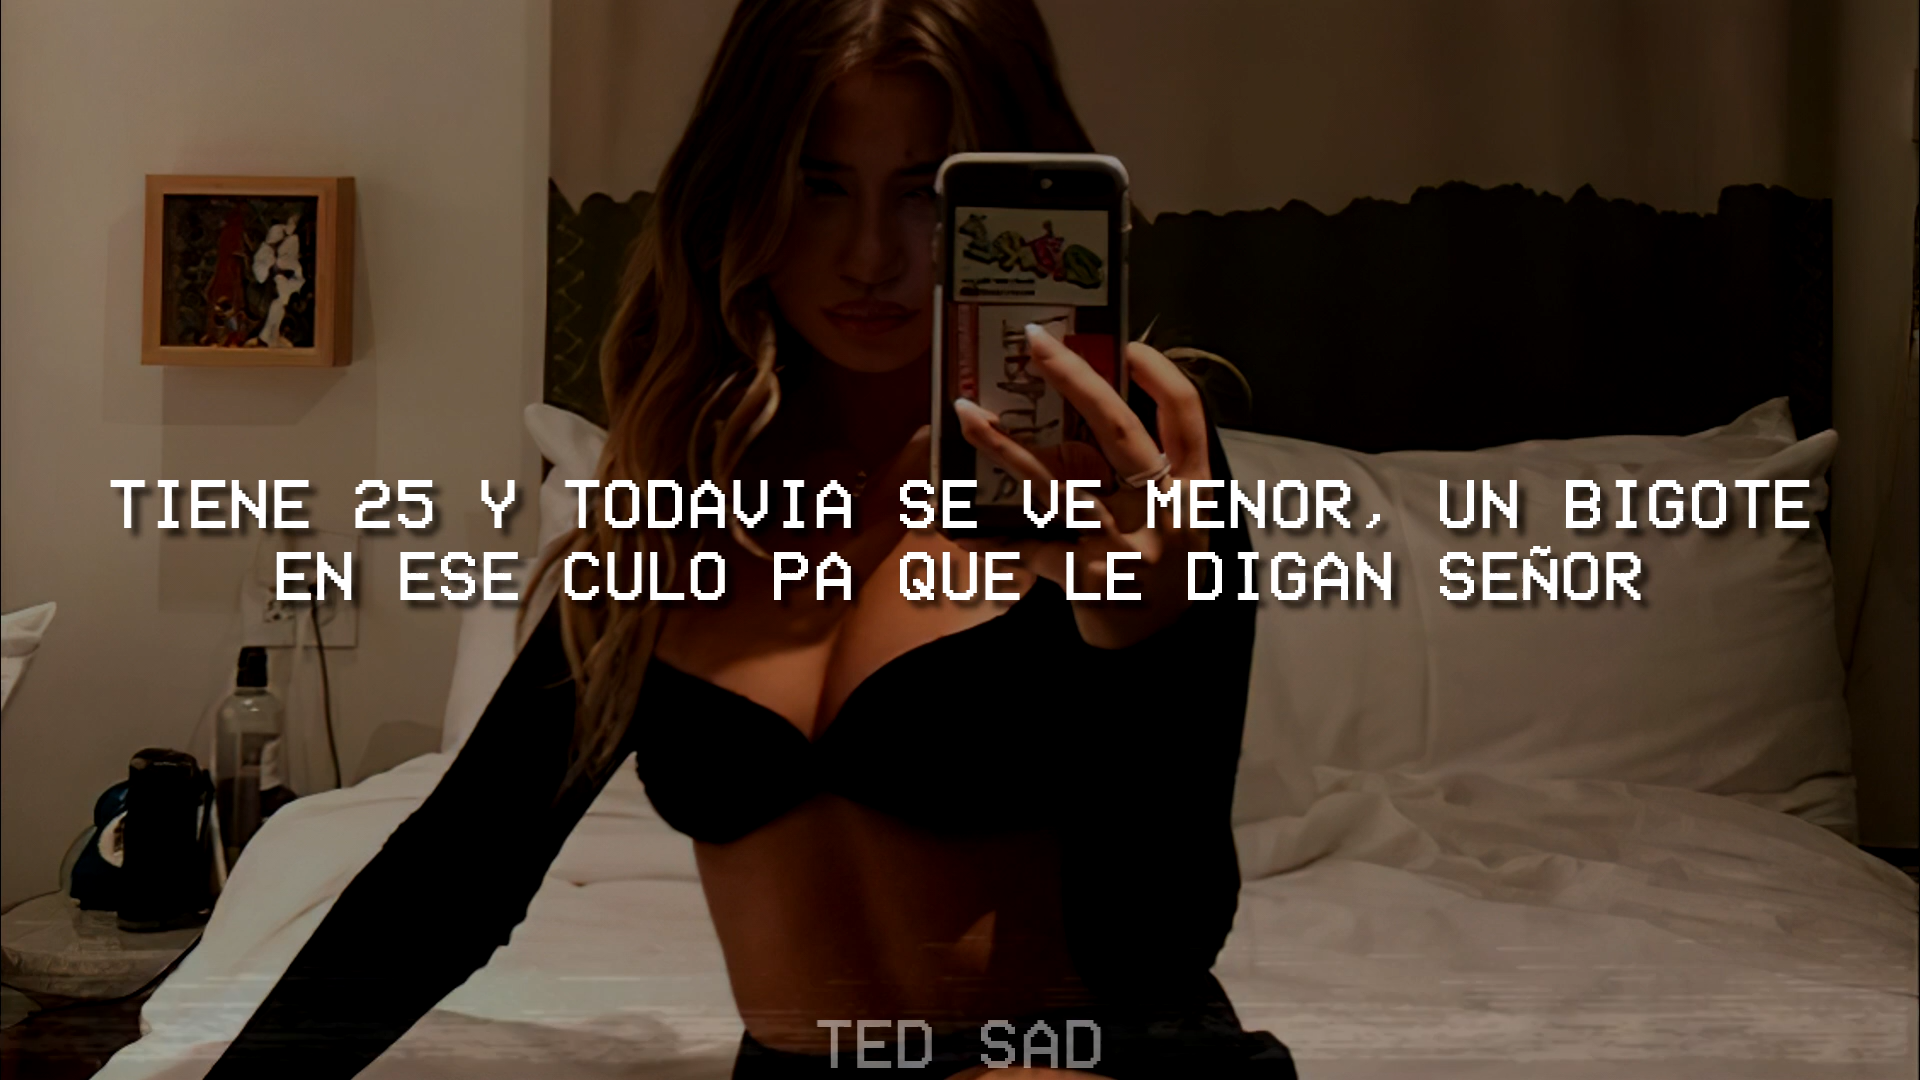 TIENE 25 Y TODAVIA SE VE MENOR, UN BIGOTE
EN ESE CULO PA QUE LE DIGAN SEÑOR
TED SAD